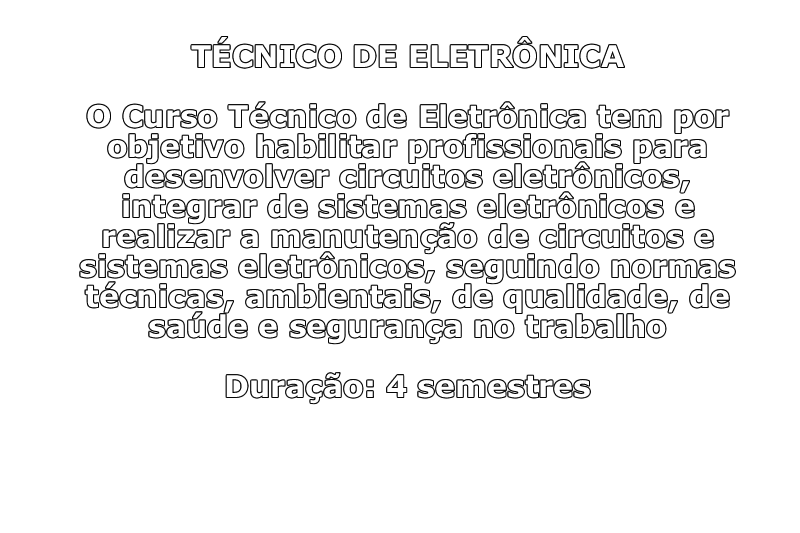 TÉCNICO DE ELETRÔNICA
O Curso Técnico de Eletrônica tem por
objetivo habilitar profissionais para
desenvolver circuitos eletrônicos,
integrar de sistemas eletrônicos e
realizar a manutenção de circuitos e
sistemas eletrônicos, seguindo normas
técnicas, ambientais, de qualidade, de
saúde e segurança no trabalho
Duração: 4 semestres